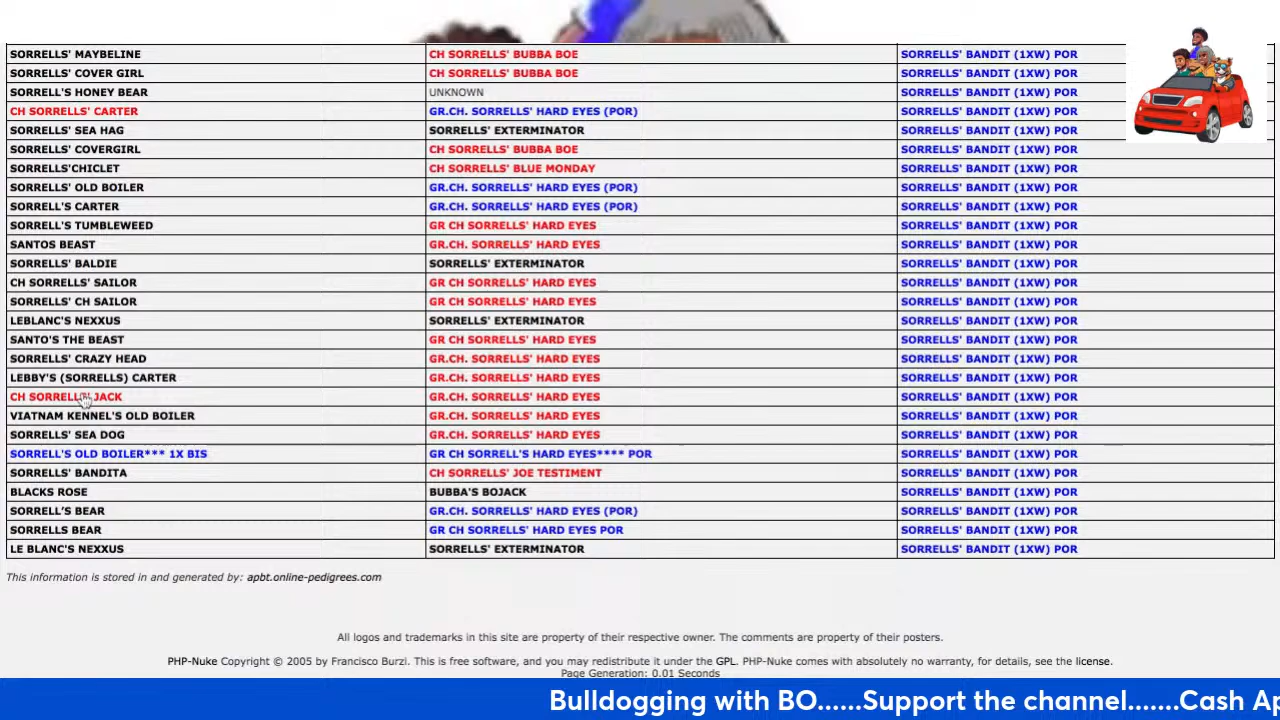 SORRELLS' MAYBELINE CH SORRELLS' BUBBA BOE SORRELLS' BANDIT (1XW) POR
SORRELLS' COVER GIRL CH SORRELLS' BUBBA BOE SORRELLS' BANDIT (1XW) POR
SORRELL'S HONEY BEAR UNKNOWN SORRELLS' BANDIT (1XW) POR
CH SORRELLS' CARTER GR.CH. SORRELLS' HARD EYES (POR) SORRELLS' BANDIT (1XW) POR
SORRELLS' SEA HAG SORRELLS' EXTERMINATOR SORRELLS' BANDIT (1XW) POR
SORRELLS' COVERGIRL CH SORRELLS' BUBBA BOE SORRELLS' BANDIT (1XW) POR
SORRELLS'CHICLET CH SORRELLS' BLUE MONDAY SORRELLS' BANDIT (1XW) POR
SORRELLS' OLD BOILER GR.CH. SORRELLS' HARD EYES (POR) SORRELLS' BANDIT (1XW) POR
SORRELL'S CARTER GR.CH. SORRELLS' HARD EYES (POR) SORRELLS' BANDIT (1XW) POR
SORRELL'S TUMBLEWEED GR CH SORRELLS' HARD EYES SORRELLS' BANDIT (1XW) POR
SANTOS BEAST GR.CH. SORRELLS' HARD EYES SORRELLS' BANDIT (1XW) POR
SORRELLS' BALDIE SORRELLS' EXTERMINATOR SORRELLS' BANDIT (1XW) POR
CH SORRELLS' SAILOR GR CH SORRELLS' HARD EYES SORRELLS' BANDIT (1XW) POR
SORRELLS' CH SAILOR GR CH SORRELLS' HARD EYES SORRELLS' BANDIT (1XW) POR
LEBLANC'S NEXXUS SORRELLS' EXTERMINATOR SORRELLS' BANDIT (1XW) POR
SANTO'S THE BEAST GR CH SORRELLS' HARD EYES SORRELLS' BANDIT (1XW) POR
SORRELLS' CRAZY HEAD GR.CH. SORRELLS' HARD EYES SORRELLS' BANDIT (1XW) POR
LEBBY'S (SORRELLS) CARTER GR.CH. SORRELLS' HARD EYES SORRELLS' BANDIT (1XW) POR
CH SORRELLS' JACK GR.CH. SORRELLS' HARD EYES SORRELLS' BANDIT (1XW) POR
VIATNAM KENNEL'S OLD BOILER GR.CH. SORRELLS' HARD EYES SORRELLS' BANDIT (1XW) POR
SORRELLS' SEA DOG GR.CH. SORRELLS' HARD EYES SORRELLS' BANDIT (1XW) POR
SORRELL'S OLD BOILER*** 1X BIS GR CH SORRELL'S HARD EYES**** POR SORRELLS' BANDIT (1XW) POR
SORRELLS' BANDITA CH SORRELLS' JOE TESTIMENT SORRELLS' BANDIT (1XW) POR
BLACKS ROSE BUBBA'S BOJACK SORRELLS' BANDIT (1XW) POR
SORRELL'S BEAR GR.CH. SORRELLS' HARD EYES (POR) SORRELLS' BANDIT (1XW) POR
SORRELLS BEAR GR CH SORRELLS' HARD EYES POR SORRELLS' BANDIT (1XW) POR
LE BLANC'S NEXXUS SORRELLS' EXTERMINATOR SORRELLS' BANDIT (1XW) POR
This information is stored in and generated by: apbt.online-pedigrees.com
All logos and trademarks in this site are property of their respective owner. The comments are property of their posters.
PHP-Nuke Copyright © 2005 by Francisco Burzi. This is free software, and you may redistribute it under the GPL. PHP-Nuke comes with absolutely no warranty, for details, see the license.
Page Generation: 0.01 Seconds
Bulldogging with BO......Support the channel.......Cash Ap